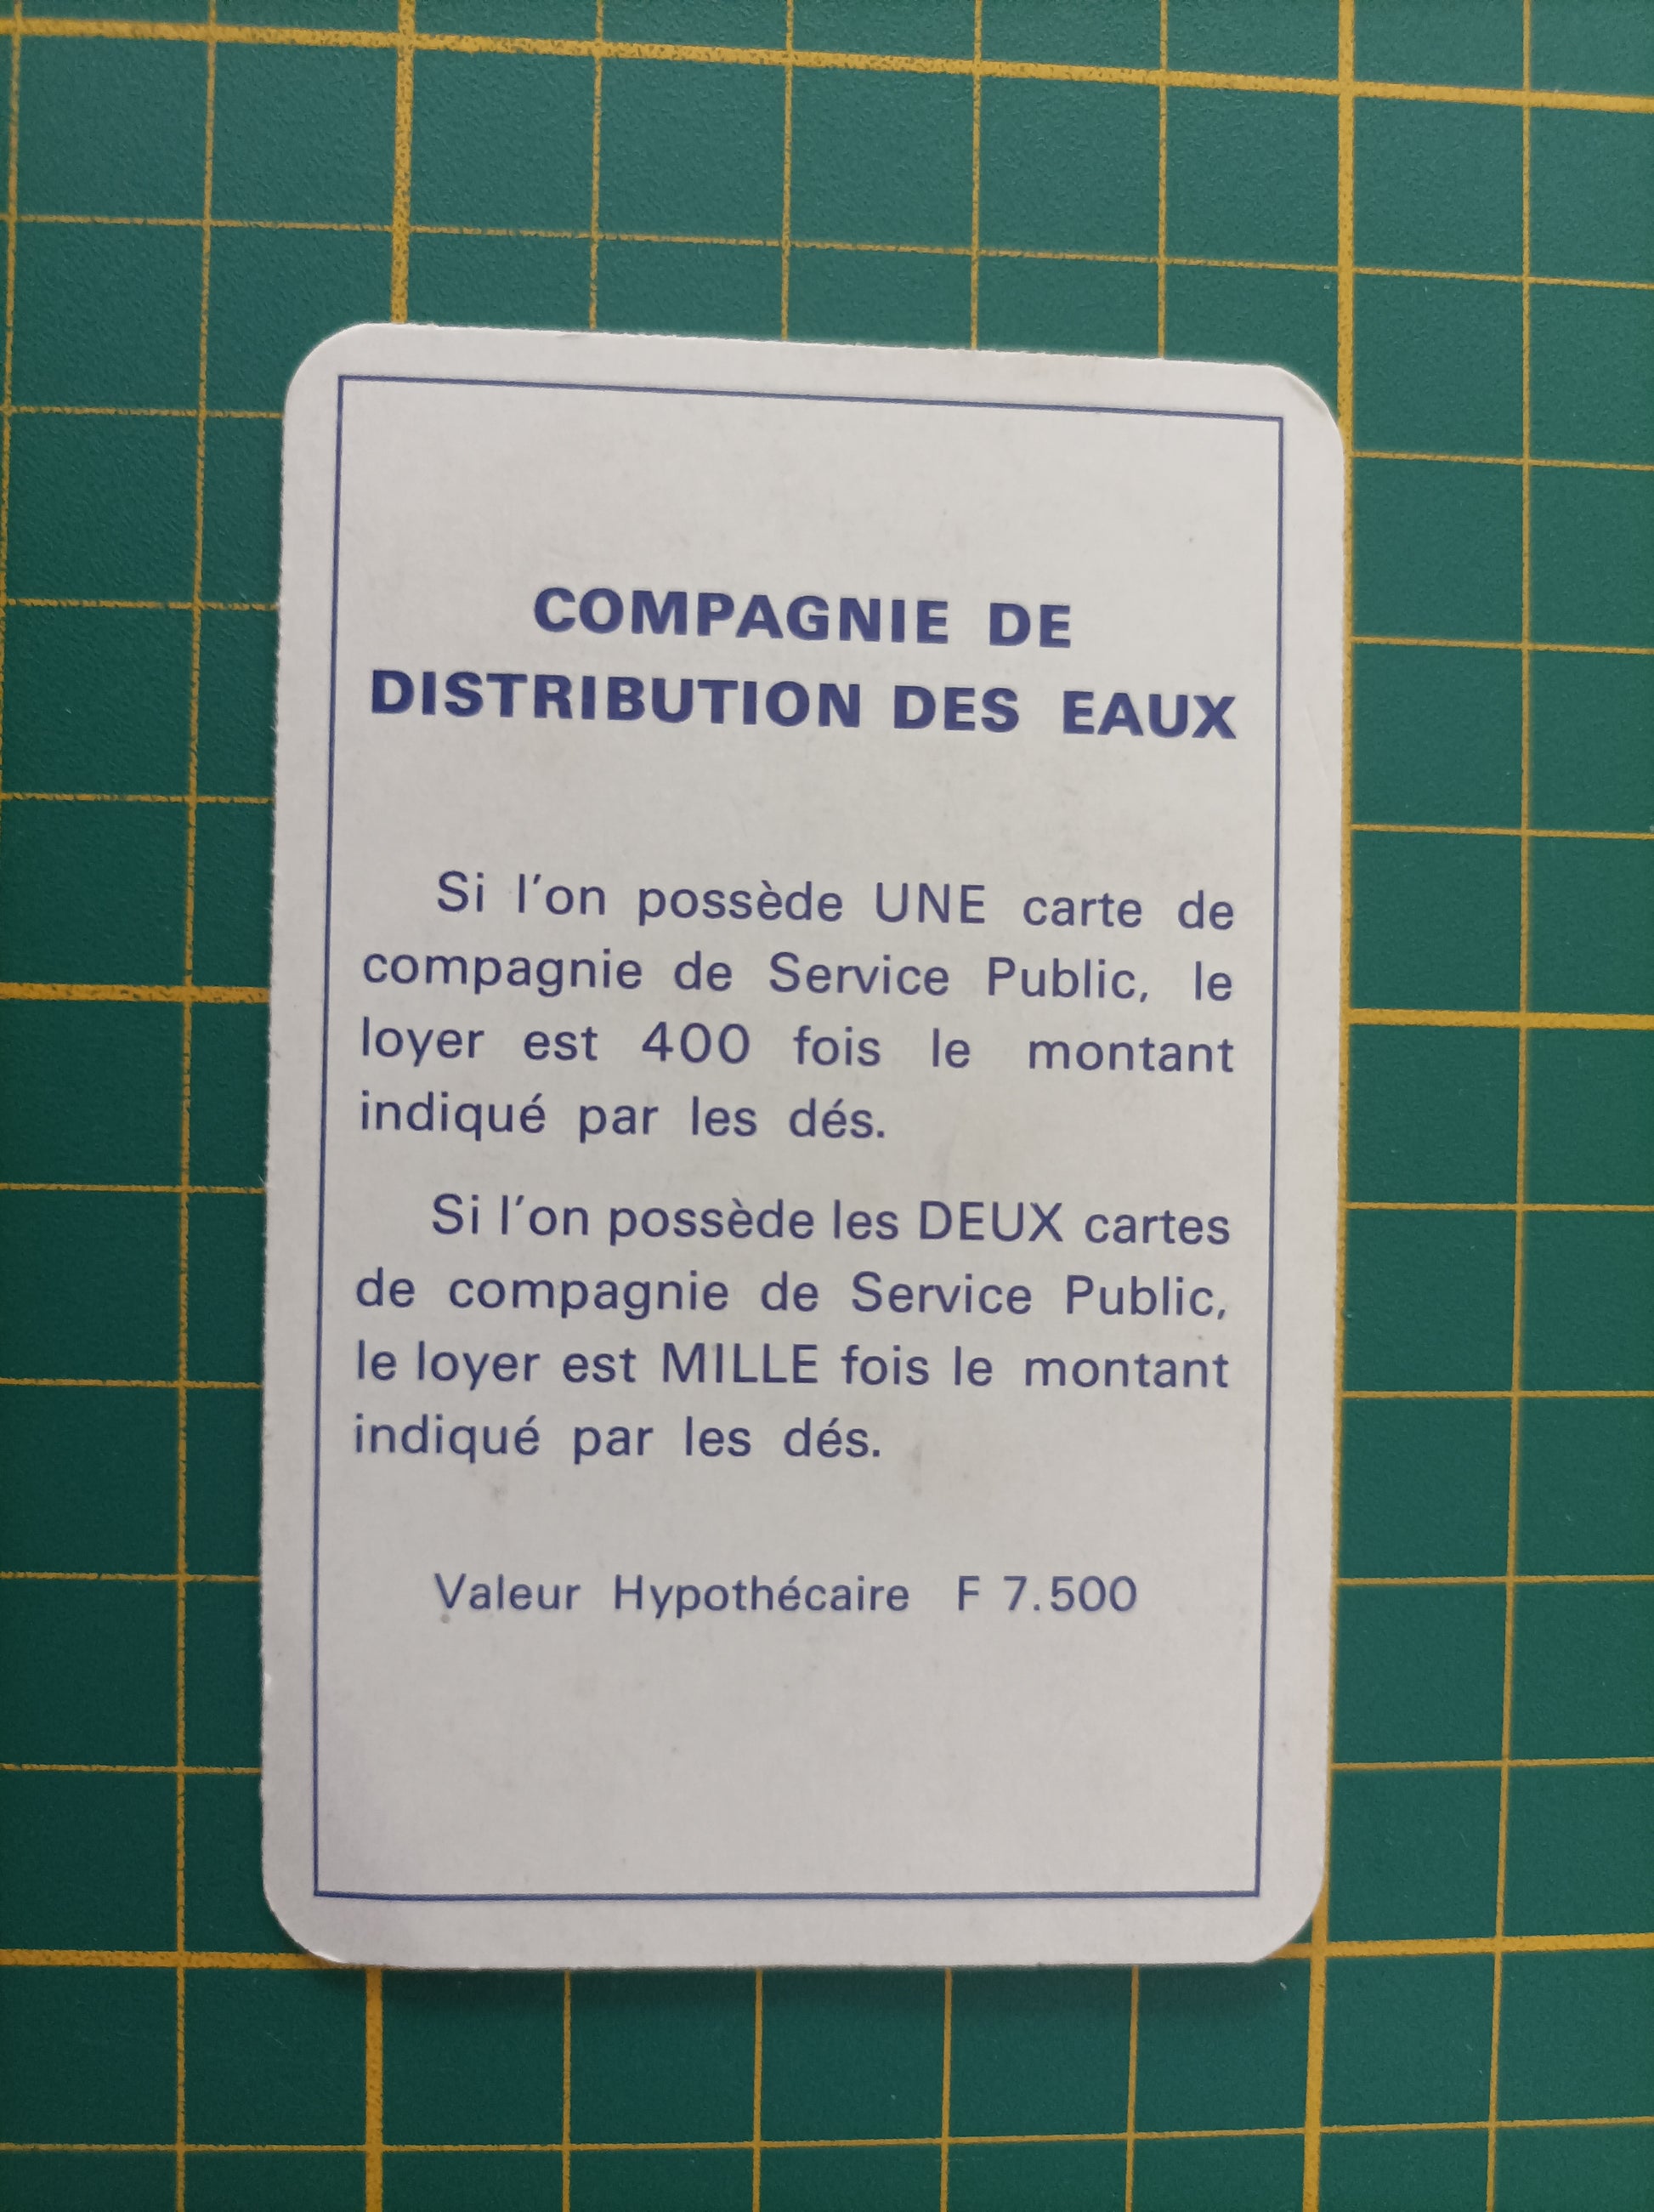 COMPAGNIE DE
DISTRIBUTION DES EAUX
Si l'on possède UNE carte de
compagnie de Service Public, le
loyer est 400 fois le montant
indiqué par les dés.
Si l'on possède les DEUX cartes
de compagnie de Service Public,
le loyer est MILLE fois le montant
indiqué par les dés.
Valeur Hypothécaire F 7.500